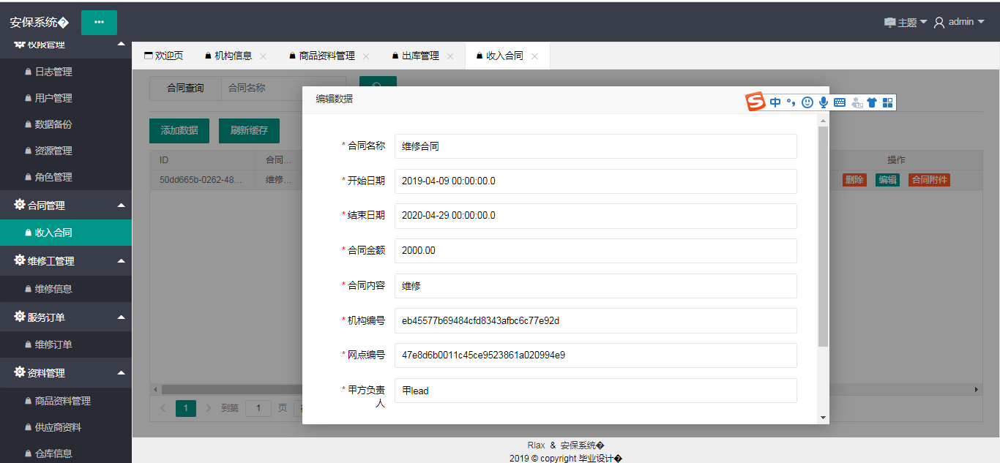 安保系统�
主题
admin
权限管理
日志管理
用户管理
数据备份
资源管理
角色管理
合同管理
收入合同
维修工管理
维修信息
服务订单
维修订单
资料管理
商品资料管理
供应商资料
仓库信息
欢迎页
机构信息
商品资料管理
出库管理
收入合同
合同查询
合同名称
添加数据
刷新缓存
ID
合同...
操作
50dd665b-0262-48...
维修...
删除
编辑
合同附件
编辑数据
中
*合同名称
维修合同
*开始日期
2019-04-09 00:00:00.0
*结束日期
2020-04-29 00:00:00.0
*合同金额
2000.00
*合同内容
维修
*机构编号
eb45577b69484cfd8343afbc6c77e92d
*网点编号
47e8d6b0011c45ce9523861a020994e9
*甲方负责人
甲lead
1
到第
1
页
Rlax & 安保系统�
2019 © copyright 毕业设计�